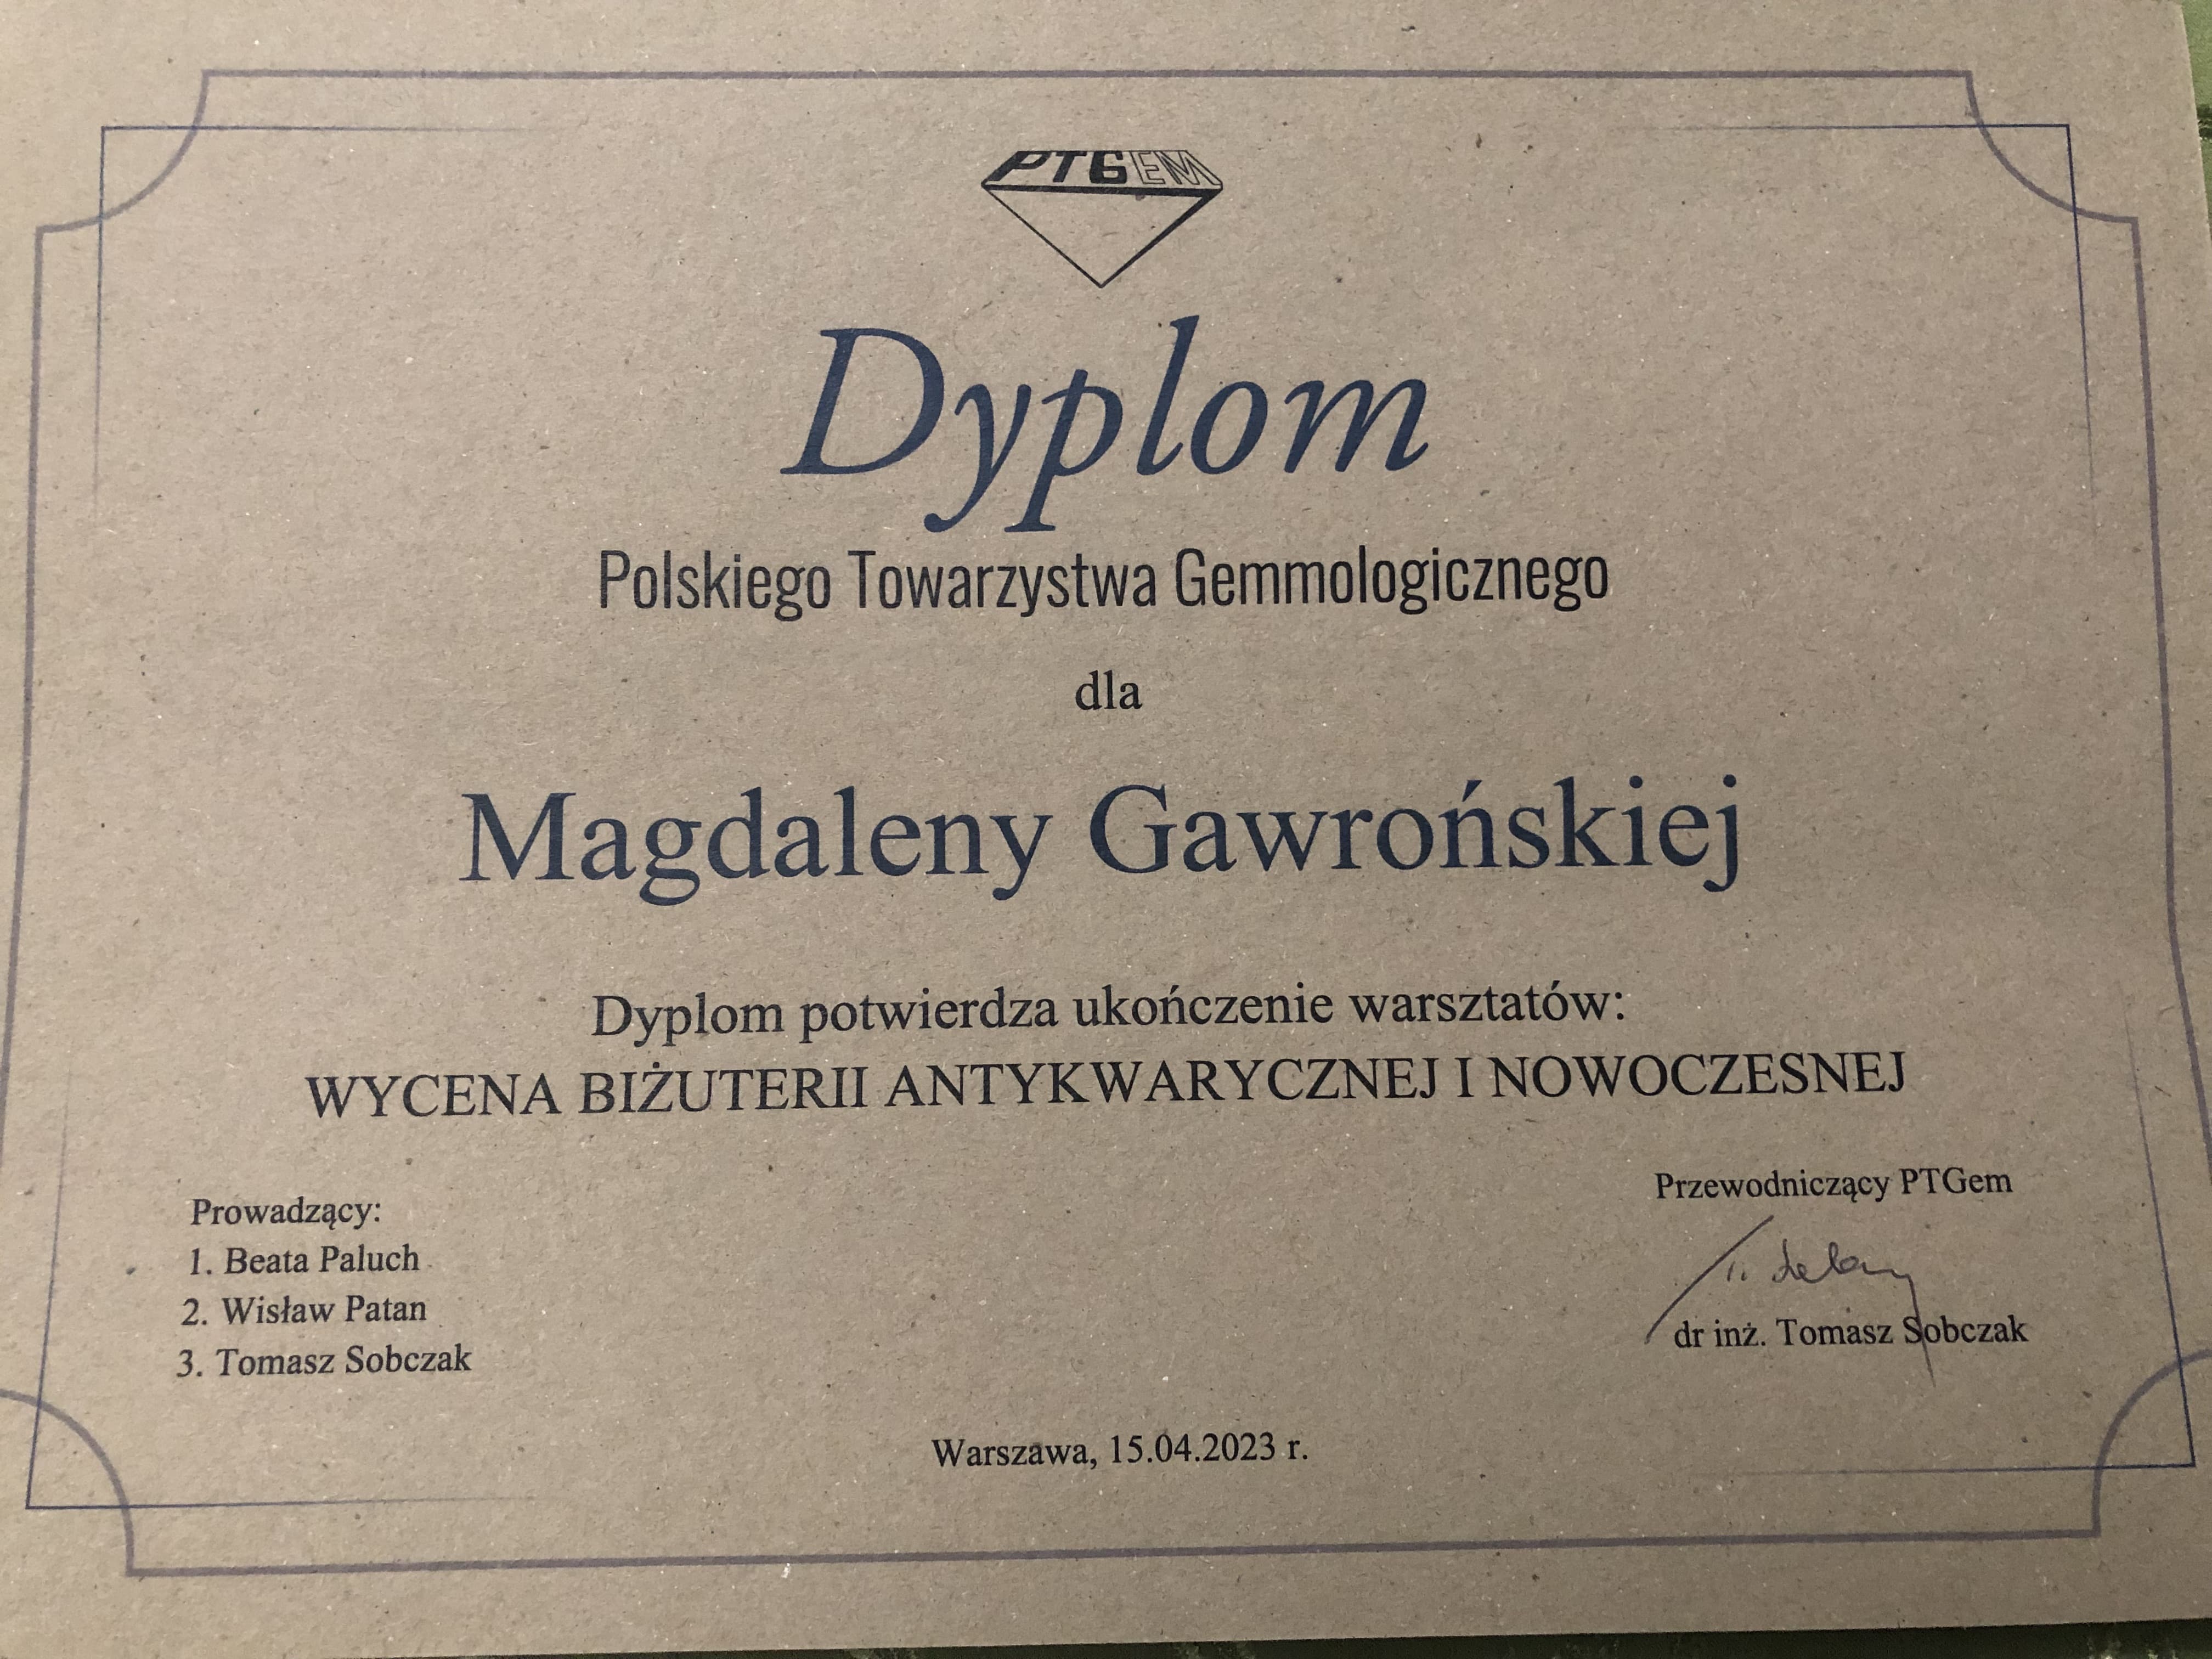 PTGEM
Dyplom
Polskiego Towarzystwa Gemmologicznego
dla
Magdaleny Gawrońskiej
Dyplom potwierdza ukończenie warsztatów:
WYCENA BIŻUTERII ANTYKWARYCZNEJ I NOWOCZESNEJ
Prowadzący:
1. Beata Paluch
2. Wisław Patan
3. Tomasz Sobczak
Przewodniczący PTGem
dr inż. Tomasz Sobczak
Warszawa, 15.04.2023 r.